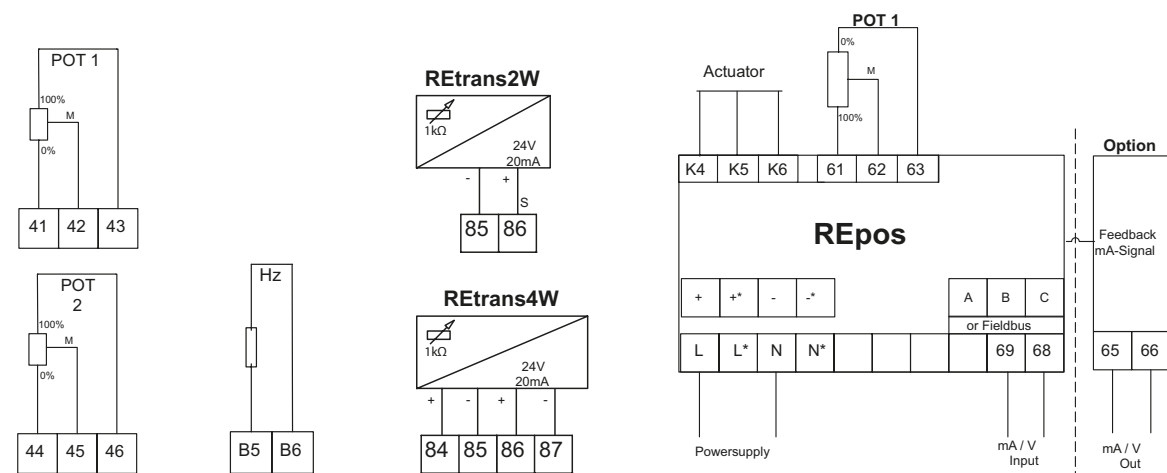 POT 1
100%
M
0%
41 42 43
POT
2
100%
M
0%
44 45 46
Hz
B5 B6
REtrans2W
1kΩ
24V
20mA
- +
S
85 86
REtrans4W
1kΩ
24V
20mA
+ - + -
84 85 86 87
POT 1
0%
M
100%
Actuator
K4 K5 K6 61 62 63
REpos
+ +* - -*
A B C
or Fieldbus
L L* N N* 69 68
Powersupply
mA / V
Input
Option
Feedback
mA-Signal
65 66
mA / V
Out